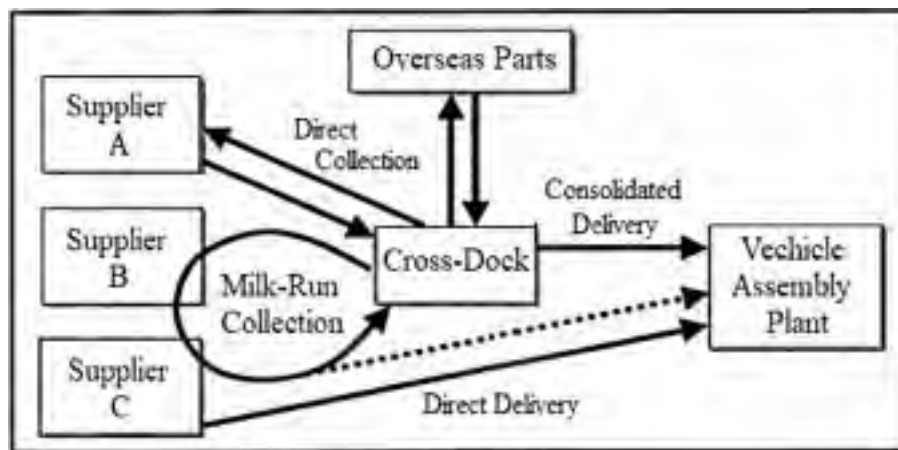 Overseas Parts
Supplier
A
Direct
Collection
Consolidated
Delivery
Supplier
B
Cross-Dock
Vechicle
Assembly
Plant
Milk-Run
Collection
Supplier
C
Direct Delivery